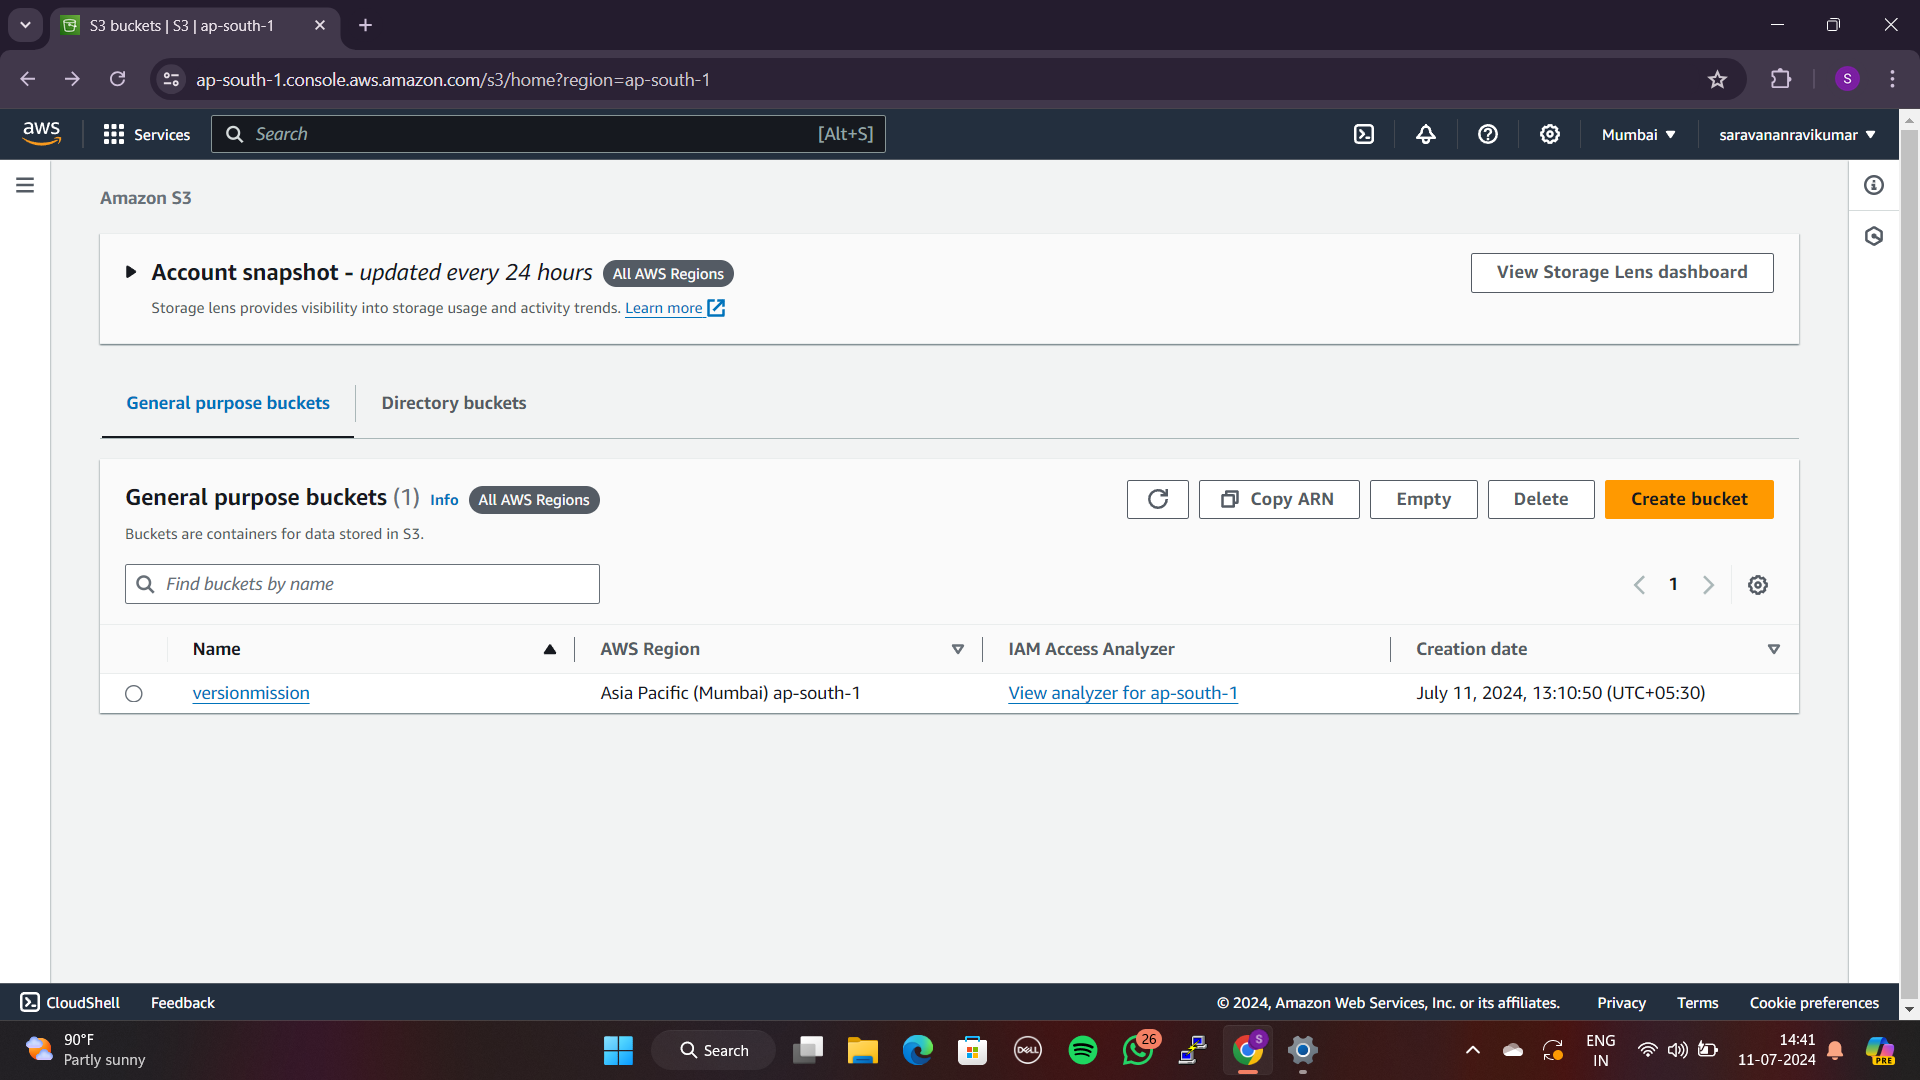 S3 buckets | S3 | ap-south-1
ap-south-1.console.aws.amazon.com/s3/home?region=ap-south-1
S
aws
Services
Search
[Alt+S]
Mumbai
saravananravikumar
Amazon S3
Account snapshot - updated every 24 hours
All AWS Regions
View Storage Lens dashboard
Storage lens provides visibility into storage usage and activity trends. Learn more
General purpose buckets
Directory buckets
General purpose buckets (1) Info
All AWS Regions
Copy ARN
Empty
Delete
Create bucket
Buckets are containers for data stored in S3.
Find buckets by name
1
Name
AWS Region
IAM Access Analyzer
Creation date
versionmission
Asia Pacific (Mumbai) ap-south-1
View analyzer for ap-south-1
July 11, 2024, 13:10:50 (UTC+05:30)
CloudShell
Feedback
© 2024, Amazon Web Services, Inc. or its affiliates.
Privacy
Terms
Cookie preferences
90°F
Partly sunny
Search
DELL
26
S
ENG
IN
14:41
11-07-2024
PRE